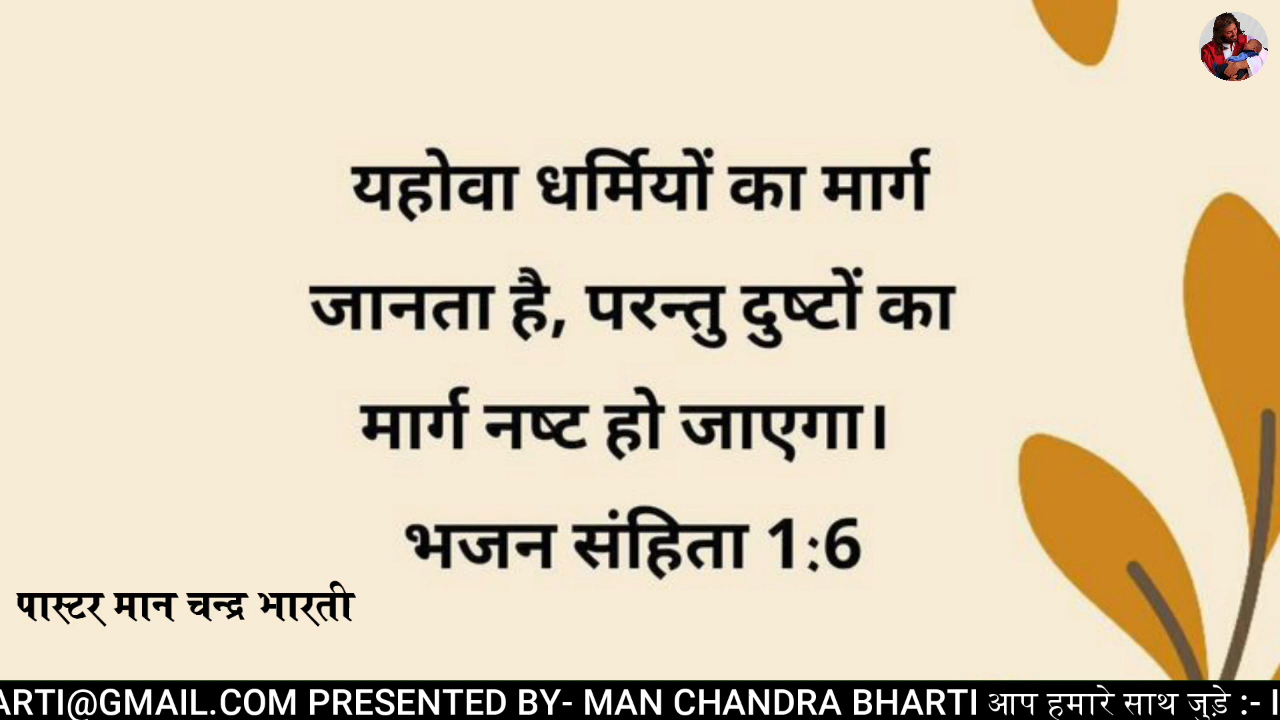 यहोवा धर्मियों का मार्ग
जानता है, परन्तु दुष्टों का
मार्ग नष्ट हो जाएगा।
भजन संहिता 1:6
पास्टर मान चन्द्र भारती
ARTI@GMAIL.COM PRESENTED BY- MAN CHANDRA BHARTI आप हमारे साथ जुड़े :-